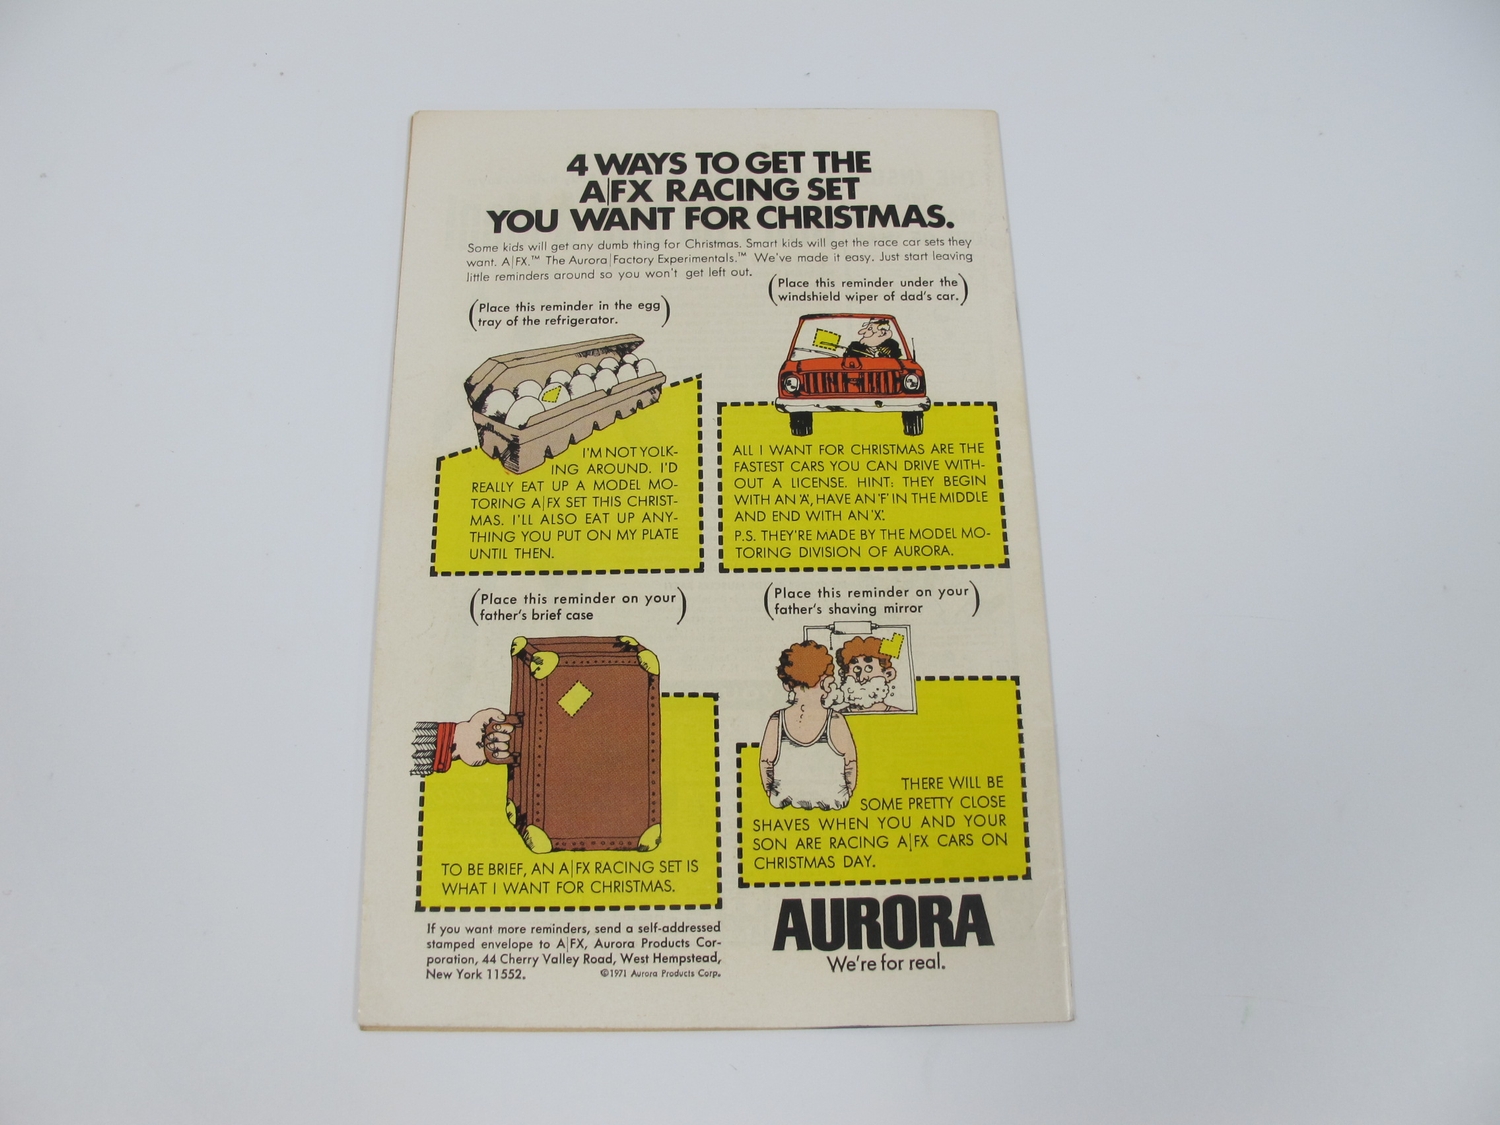 4 WAYS TO GET THE
A|FX RACING SET
YOU WANT FOR CHRISTMAS.
Some kids will get any dumb thing for Christmas. Smart kids will get the race car sets they
want. A|FX.™ The Aurora|Factory Experimentals.™ We've made it easy. Just start leaving
little reminders around so you won't get left out.
(Place this reminder in the egg
tray of the refrigerator.)
I'M NOT YOLK-
ING AROUND. I'D
REALLY EAT UP A MODEL MO-
TORING A|FX SET THIS CHRIST-
MAS. I'LL ALSO EAT UP ANY-
THING YOU PUT ON MY PLATE
UNTIL THEN.
(Place this reminder under the
windshield wiper of dad's car.)
ALL I WANT FOR CHRISTMAS ARE THE
FASTEST CARS YOU CAN DRIVE WITH-
OUT A LICENSE. HINT: THEY BEGIN
WITH AN 'A', HAVE AN 'F' IN THE MIDDLE
AND END WITH AN 'X'.
P.S. THEY'RE MADE BY THE MODEL MO-
TORING DIVISION OF AURORA.
(Place this reminder on your
father's brief case)
TO BE BRIEF, AN A|FX RACING SET IS
WHAT I WANT FOR CHRISTMAS.
(Place this reminder on your
father's shaving mirror)
THERE WILL BE
SOME PRETTY CLOSE
SHAVES WHEN YOU AND YOUR
SON ARE RACING A|FX CARS ON
CHRISTMAS DAY.
If you want more reminders, send a self-addressed
stamped envelope to A|FX, Aurora Products Cor-
poration, 44 Cherry Valley Road, West Hempstead,
New York 11552. ©1971 Aurora Products Corp.
AURORA
We're for real.